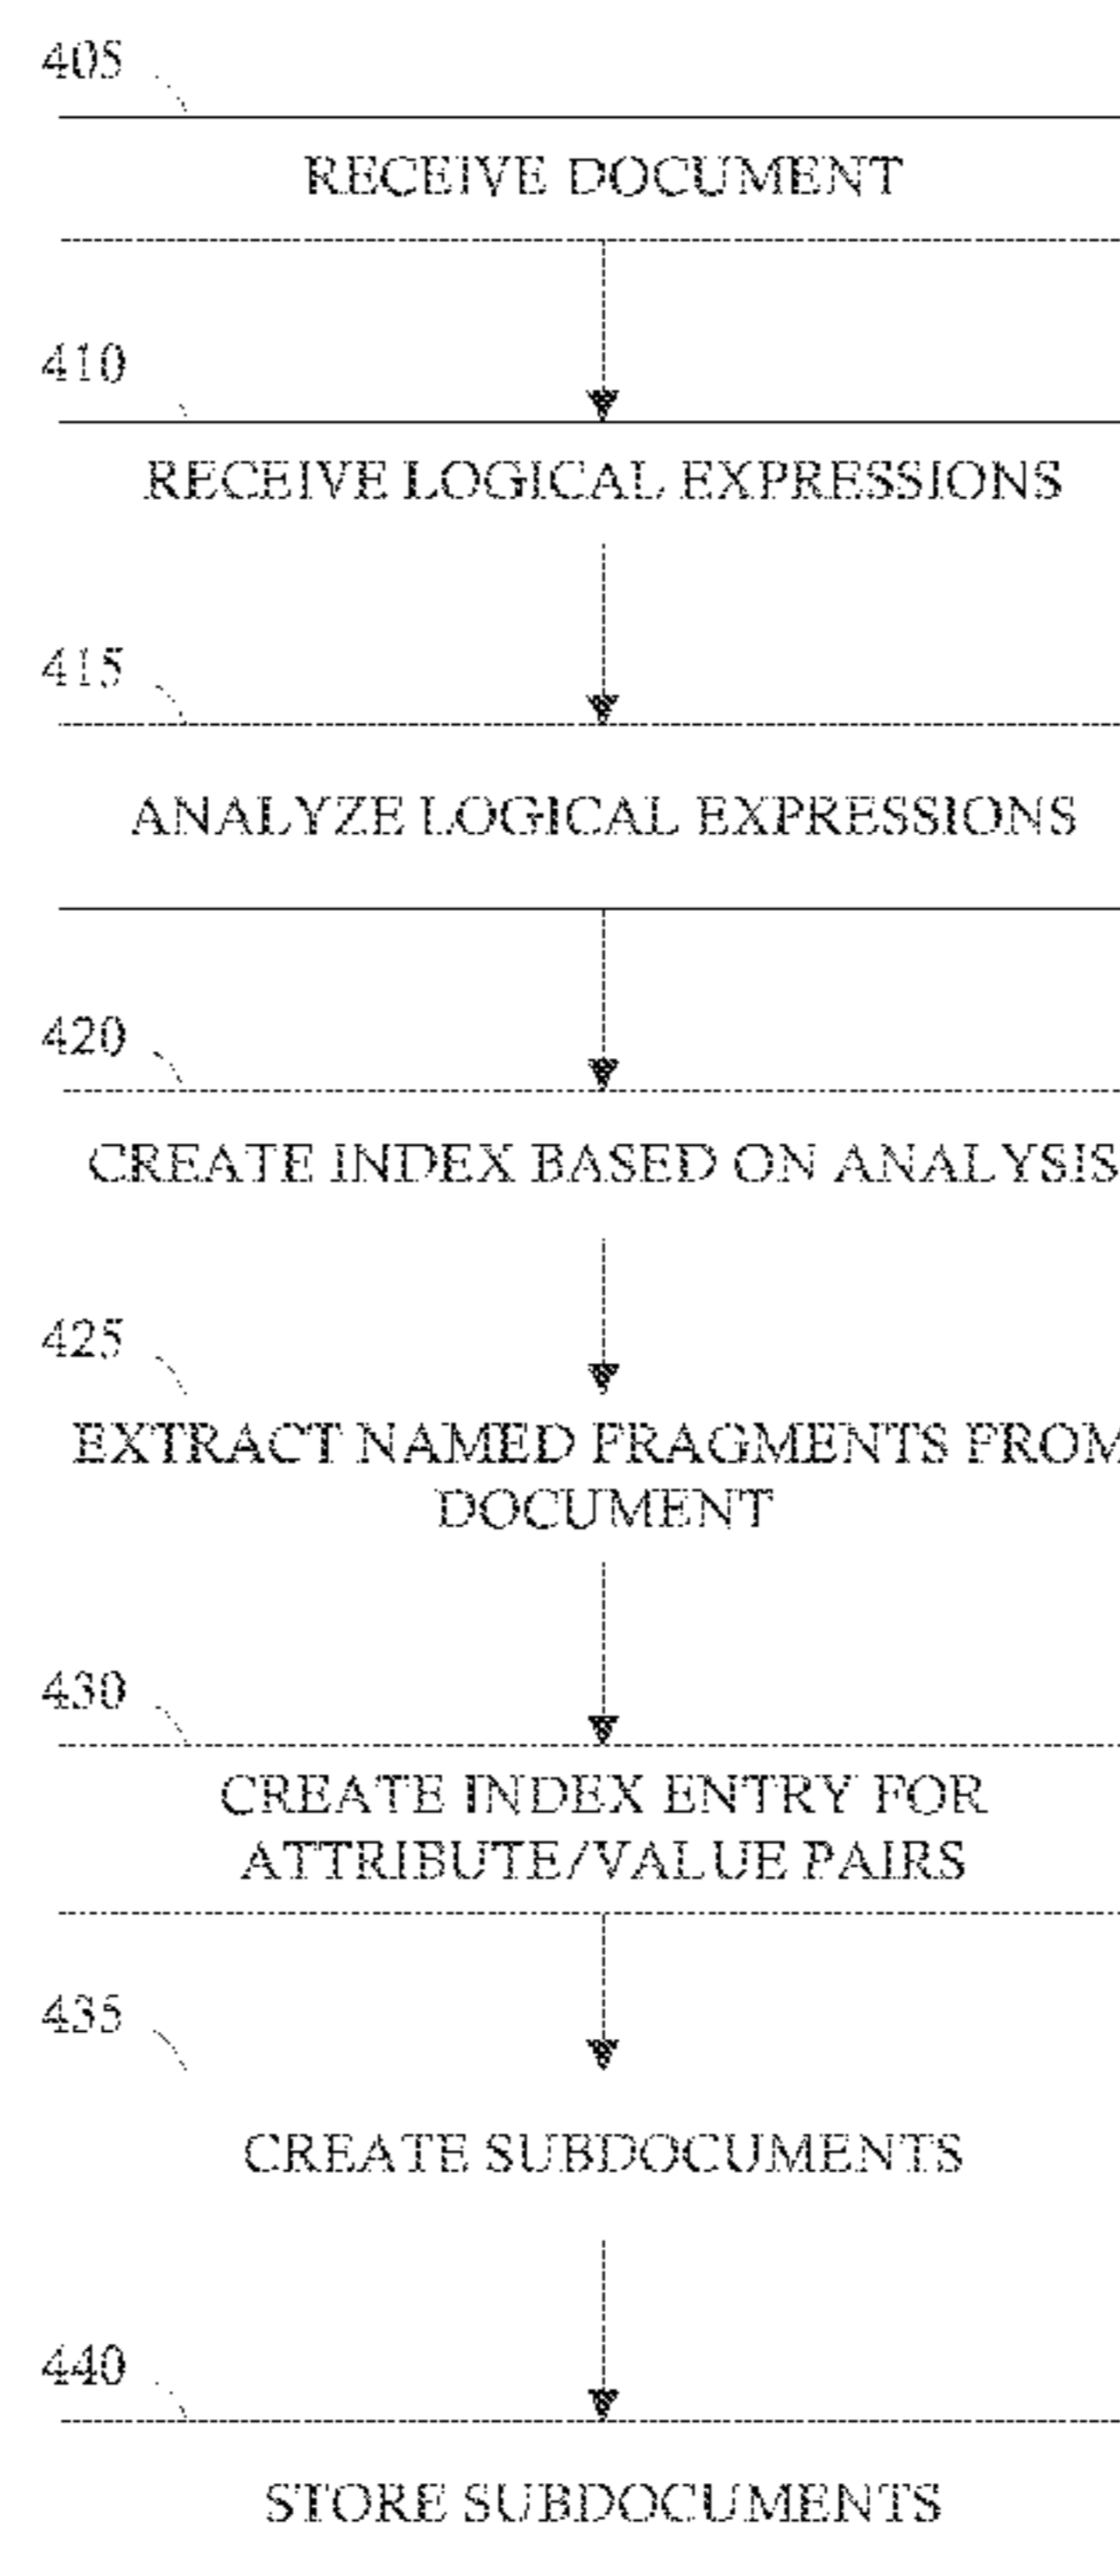 405
RECEIVE DOCUMENT
410
RECEIVE LOGICAL EXPRESSIONS
415
ANALYZE LOGICAL EXPRESSIONS
420
CREATE INDEX BASED ON ANALYSIS
425
EXTRACT NAMED FRAGMENTS FROM
DOCUMENT
430
CREATE INDEX ENTRY FOR
ATTRIBUTE/VALUE PAIRS
435
CREATE SUBDOCUMENTS
440
STORE SUBDOCUMENTS